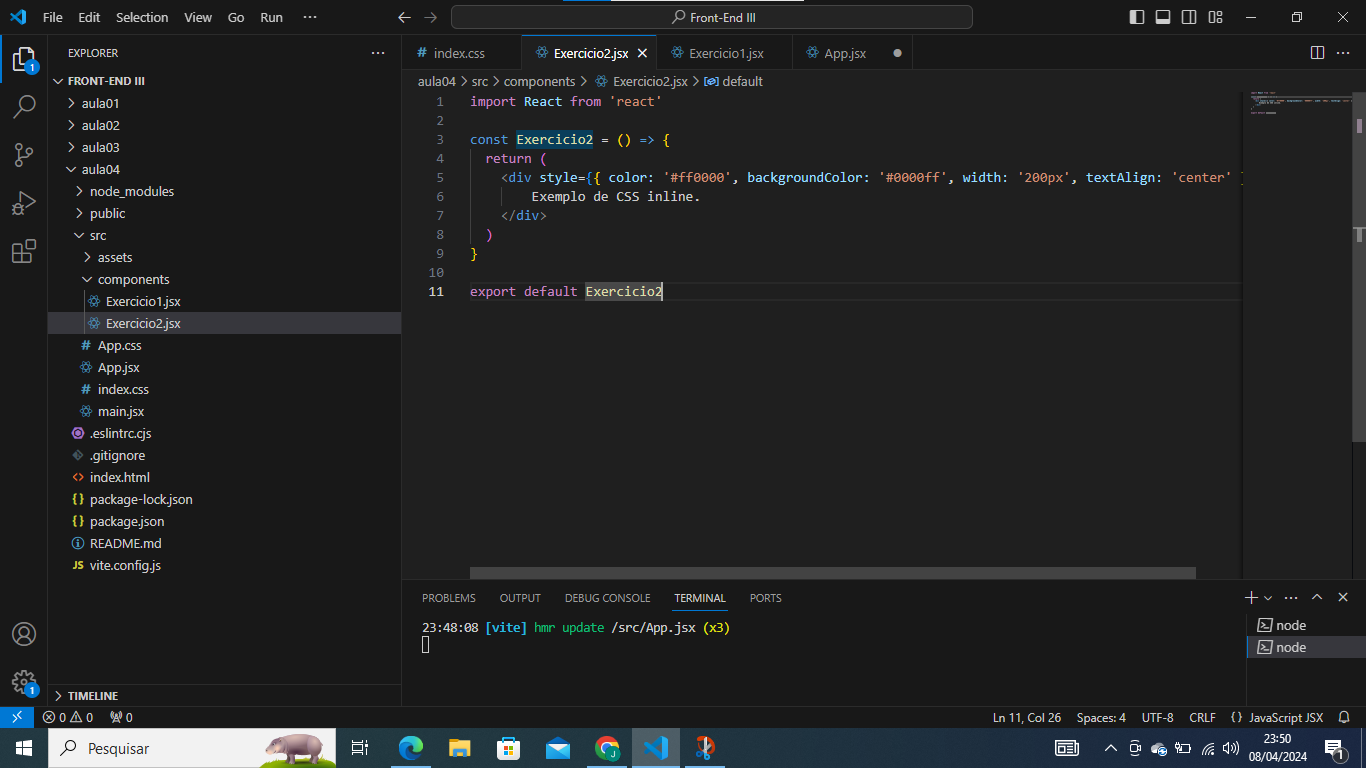 File Edit Selection View Go Run ···
Front-End III
EXPLORER
FRONT-END III
aula01
aula02
aula03
aula04
node_modules
public
src
assets
components
Exercicio1.jsx
Exercicio2.jsx
# App.css
App.jsx
# index.css
main.jsx
.eslintrc.cjs
.gitignore
<> index.html
{} package-lock.json
{} package.json
README.md
JS vite.config.js
TIMELINE
1
1
# index.css
Exercicio2.jsx
Exercicio1.jsx
App.jsx
aula04 > src > components > Exercicio2.jsx > default
1 import React from 'react'
2
3 const Exercicio2 = () => {
4 return (
5 <div style={{ color: '#ff0000', backgroundColor: '#0000ff', width: '200px', textAlign: 'center' }
6 Exemplo de CSS inline.
7 </div>
8 )
9 }
10
11 export default Exercicio2
PROBLEMS OUTPUT DEBUG CONSOLE TERMINAL PORTS
23:48:08 [vite] hmr update /src/App.jsx (x3)
node
node
0 0 0
Ln 11, Col 26 Spaces: 4 UTF-8 CRLF {} JavaScript JSX
Pesquisar
23:50
08/04/2024
1